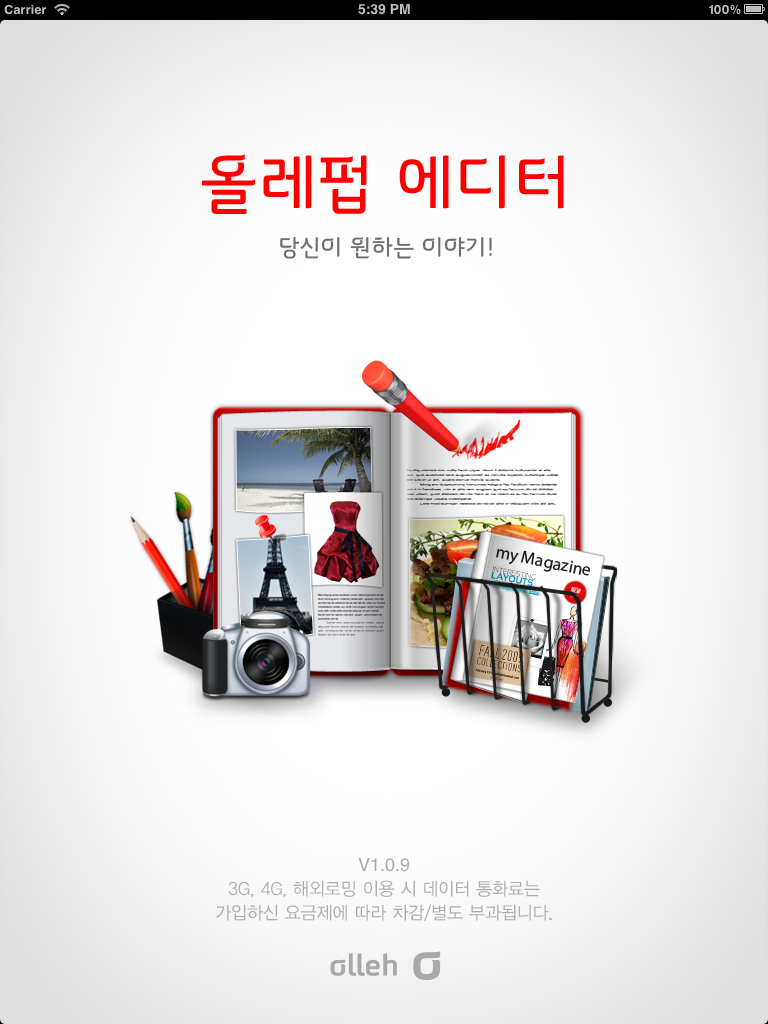 Carrier 5:39 PM 100%
올레펍 에디터
당신이 원하는 이야기!
my Magazine
INTERESTING
LAYOUTS
NEW
FALL 2009
COLLECTIONS
V1.0.9
3G, 4G, 해외로밍 이용 시 데이터 통화료는
가입하신 요금제에 따라 차감/별도 부과됩니다.
olleh